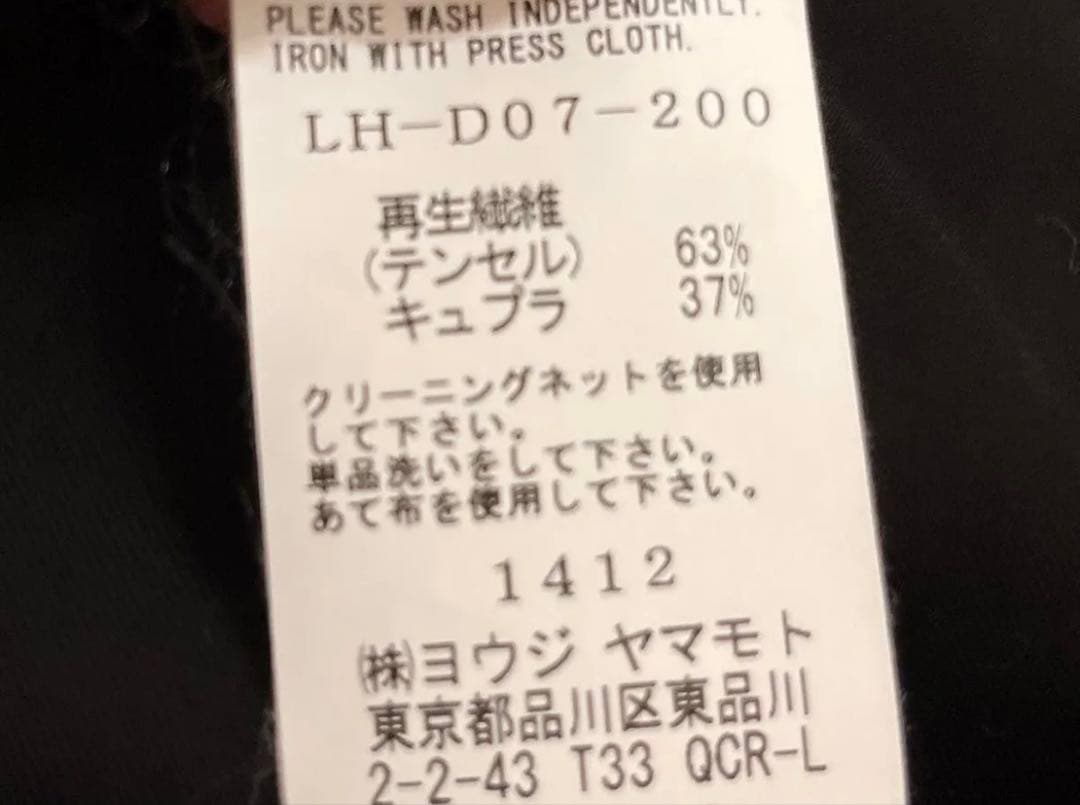 PLEASE WASH INDEPENDENTLY.
IRON WITH PRESS CLOTH.
LH-D07-200
再生繊維
(テンセル) 63%
キュプラ 37%
クリーニングネットを使用
して下さい。
単品洗いをして下さい。
あて布を使用して下さい。
1412
㈱ヨウジ ヤマモト
東京都品川区東品川
2-2-43 T33 QCR-L